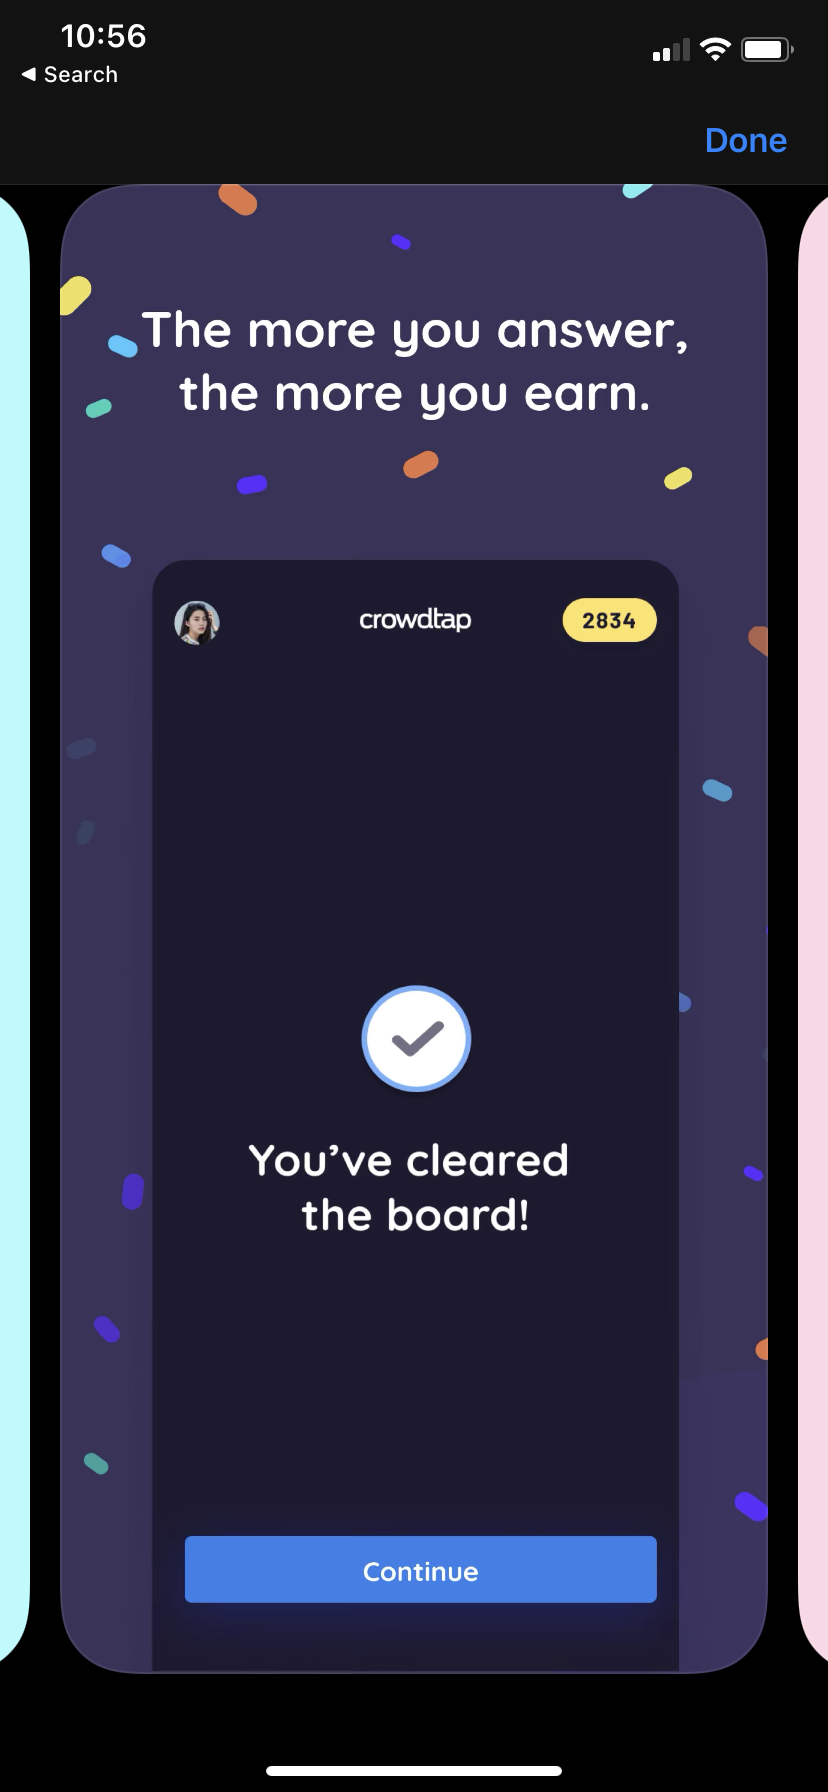 10:56
Search
Done
The more you answer,
the more you earn.
crowdtap
2834
You’ve cleared
the board!
Continue